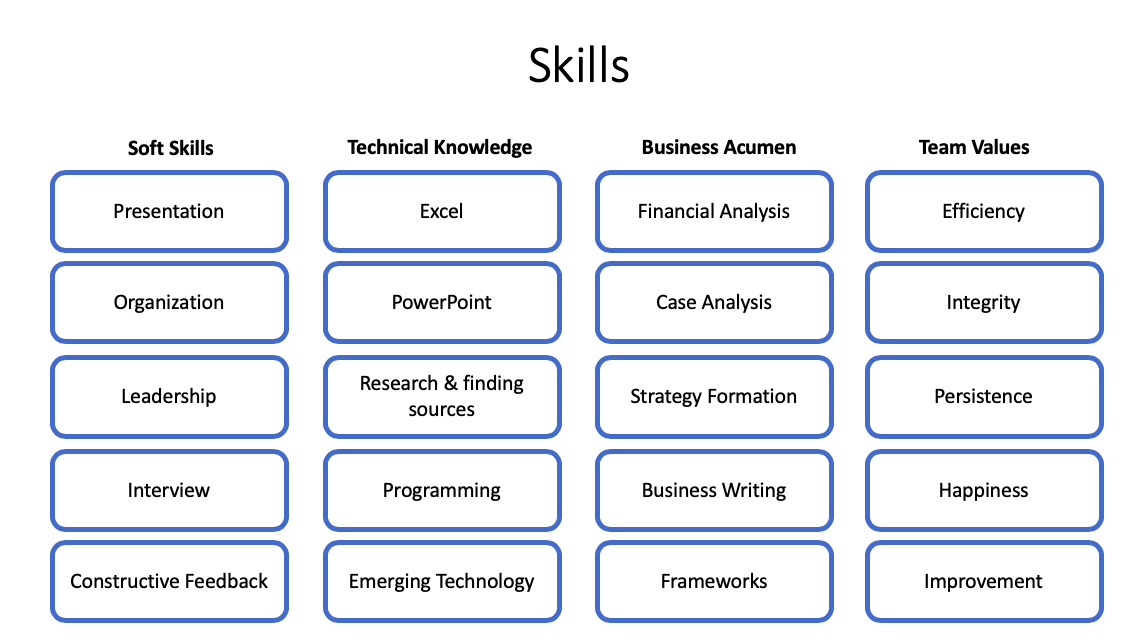 Skills
Soft Skills
Presentation
Organization
Leadership
Interview
Constructive Feedback
Technical Knowledge
Excel
PowerPoint
Research & finding
sources
Programming
Emerging Technology
Business Acumen
Financial Analysis
Case Analysis
Strategy Formation
Business Writing
Frameworks
Team Values
Efficiency
Integrity
Persistence
Happiness
Improvement